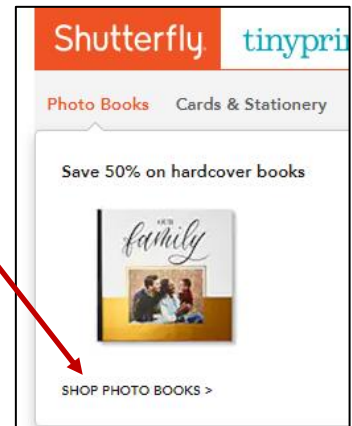 Shutterfly. tinypri
Photo Books Cards & Stationery
Save 50% on hardcover books
OUR
family
SHOP PHOTO BOOKS >